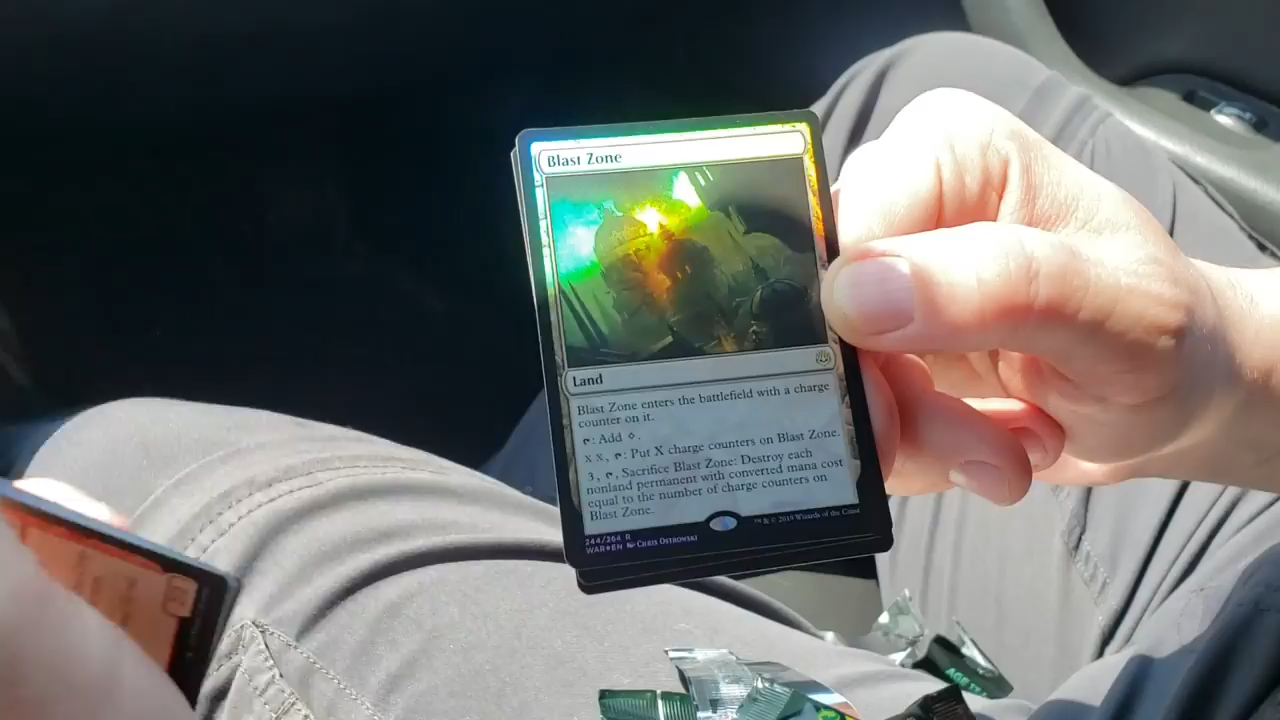 Blast Zone
Land
Blast Zone enters the battlefield with a charge
counter on it.
: Add .
X X, : Put X charge counters on Blast Zone.
3, , Sacrifice Blast Zone: Destroy each
nonland permanent with converted mana cost
equal to the number of charge counters on
Blast Zone.
244/264 R
WAR★EN Chris Ostrowski
™ & © 2019 Wizards of the Coast